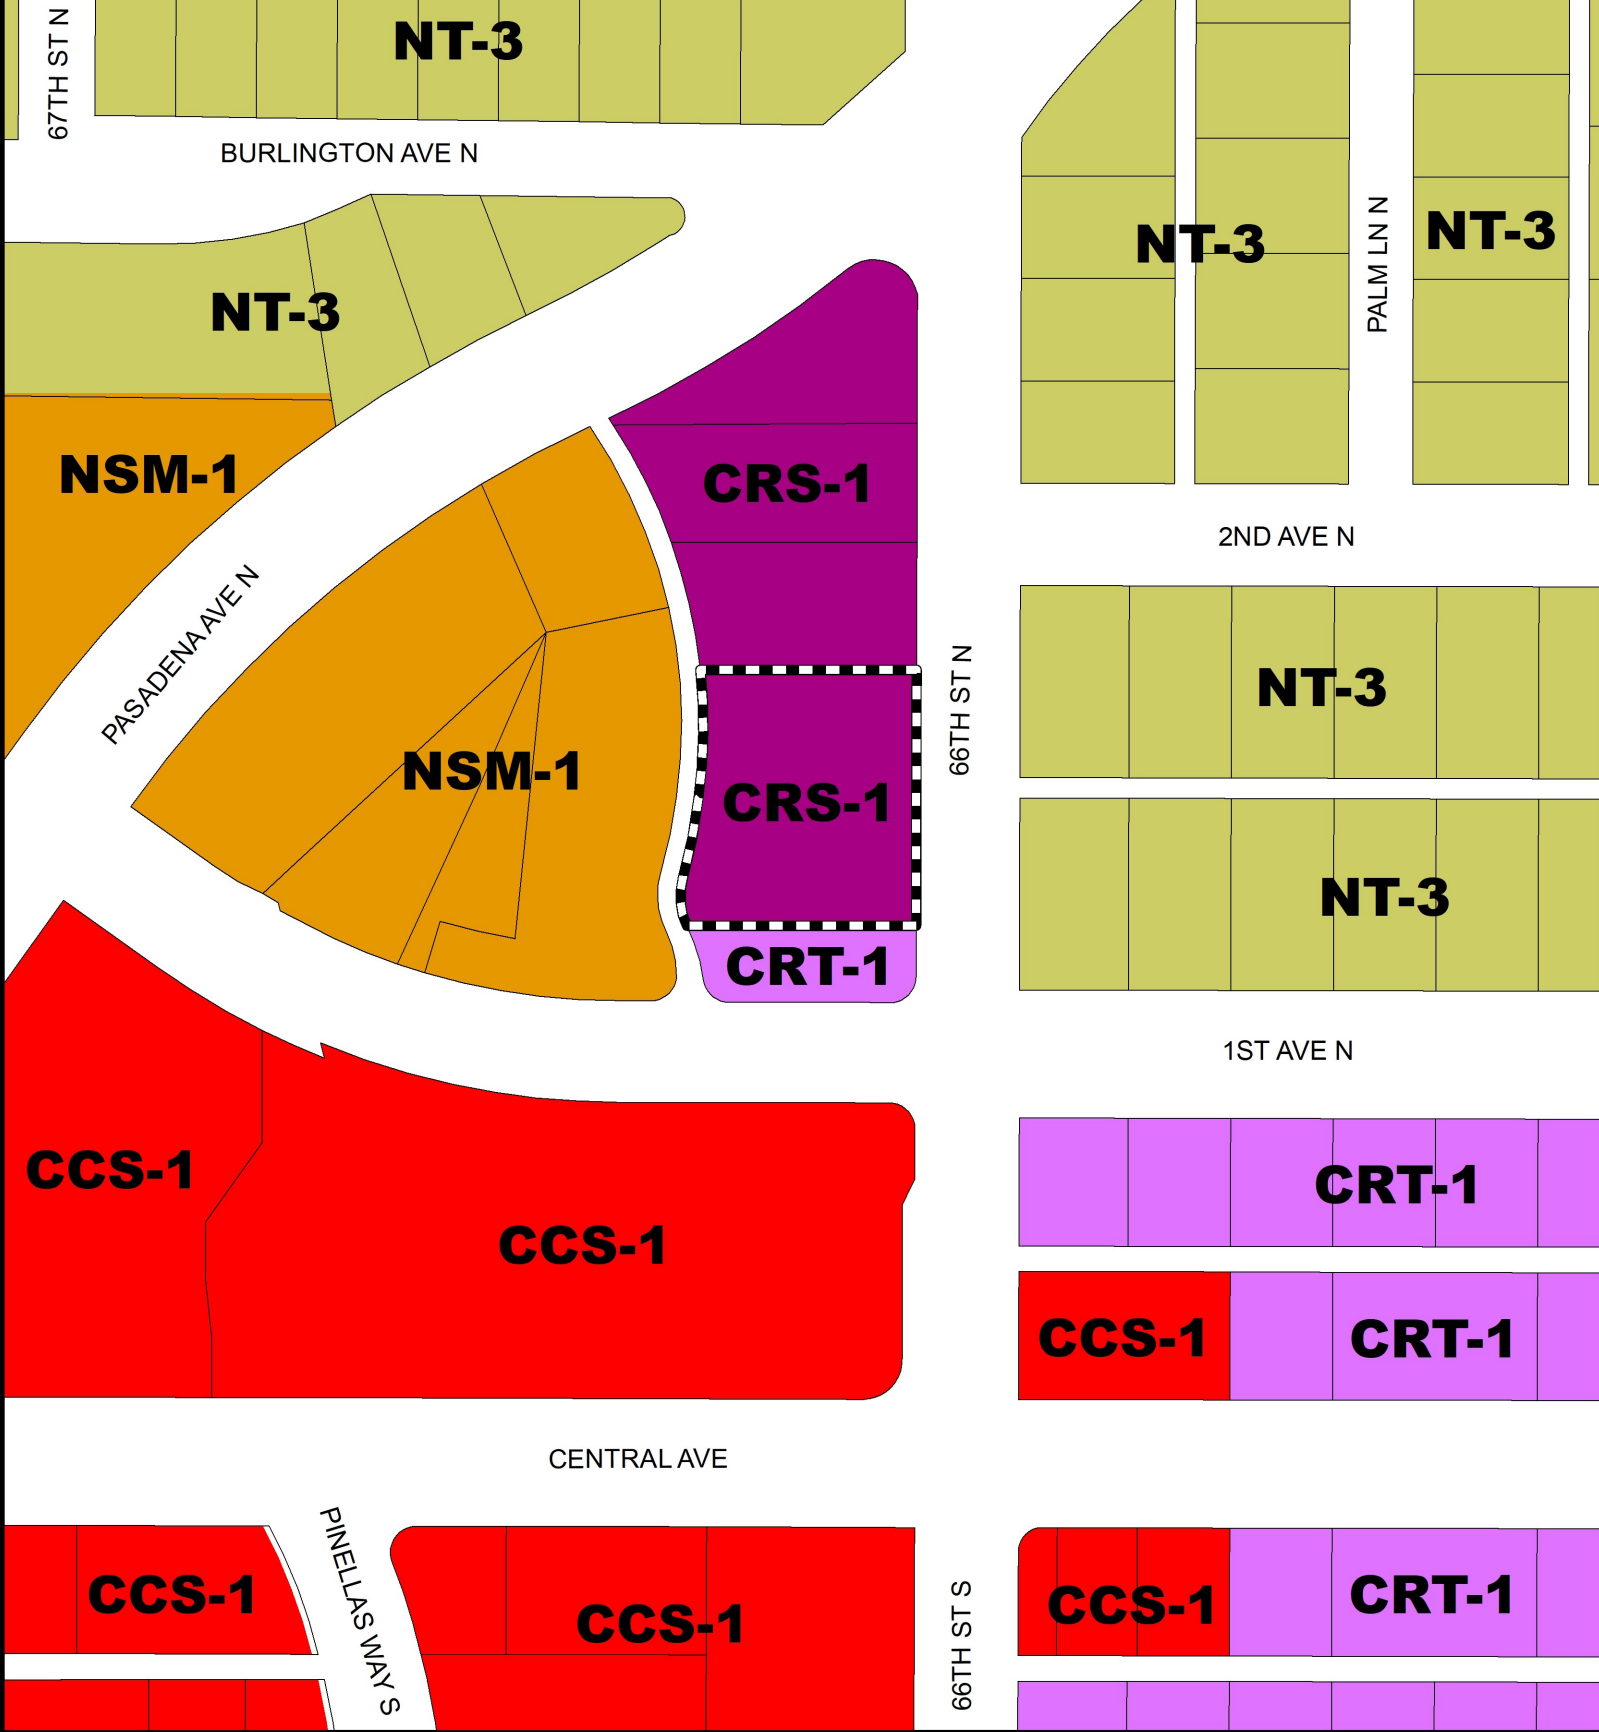 67TH ST N
NT-3
BURLINGTON AVE N
NT-3
NT-3
PALM LN N
NT-3
NSM-1
CRS-1
2ND AVE N
PASADENA AVE N
66TH ST N
NT-3
NSM-1
CRS-1
NT-3
CRT-1
1ST AVE N
CCS-1
CRT-1
CCS-1
CCS-1
CRT-1
CENTRAL AVE
PINELLAS WAY S
CCS-1
CCS-1
66TH ST S
CCS-1
CRT-1